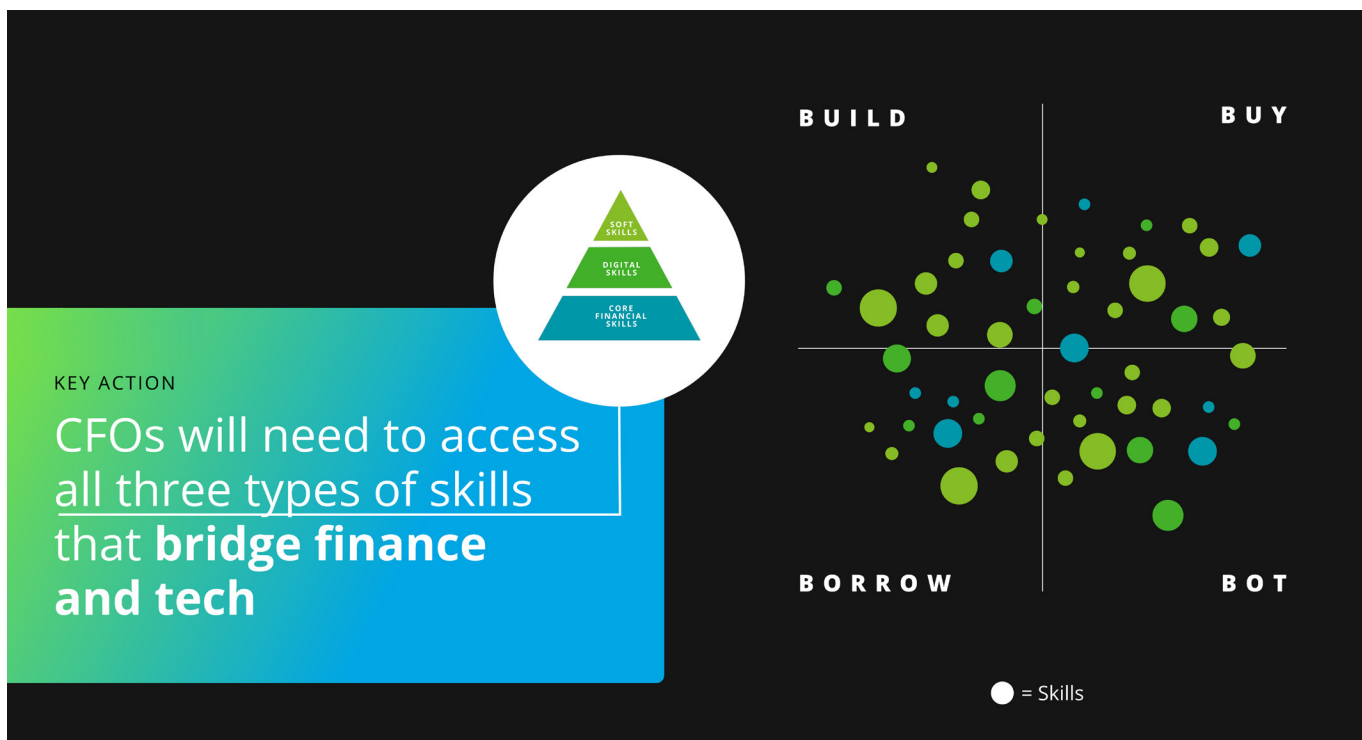 BUILD
BUY
SOFT
SKILLS
DIGITAL
SKILLS
CORE
FINANCIAL
SKILLS
KEY ACTION
CFOs will need to access
all three types of skills
that bridge finance
and tech
BORROW
BOT
= Skills